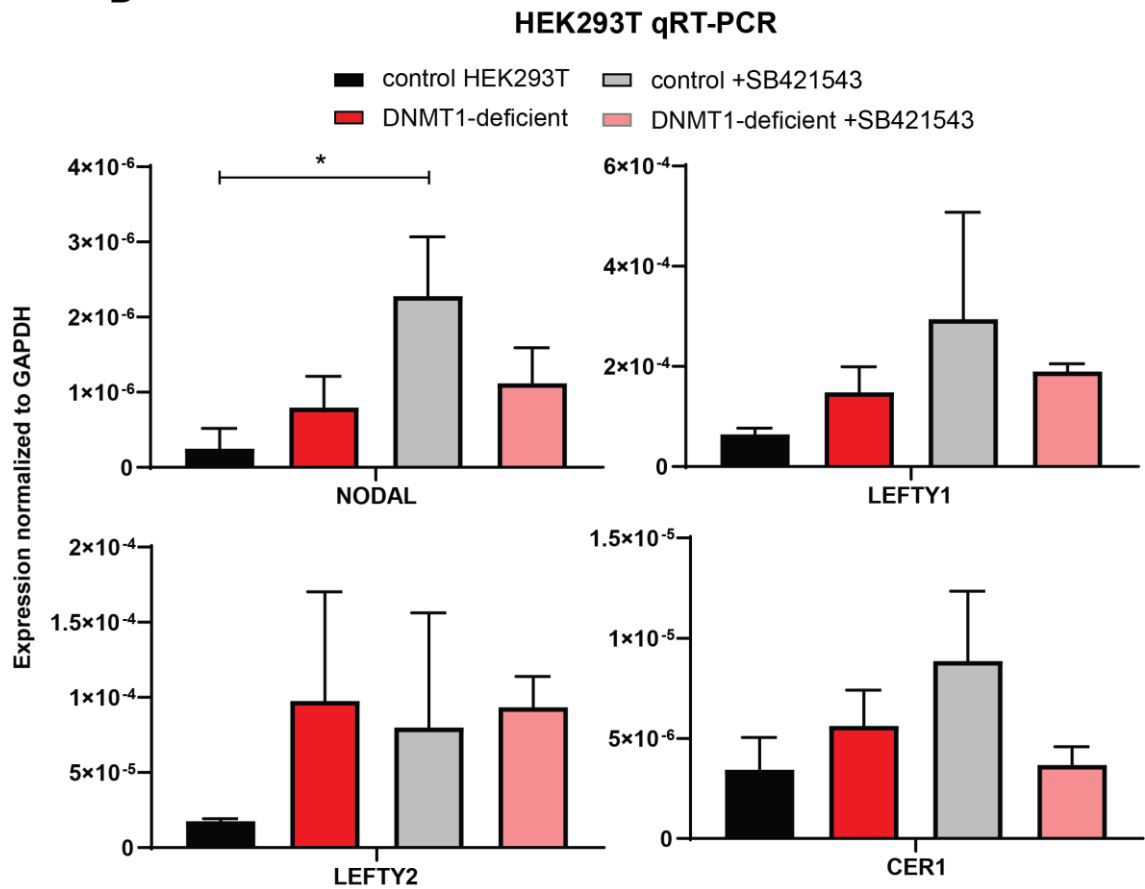 HEK293T qRT-PCR
control HEK293T
control +SB421543
DNMT1-deficient
DNMT1-deficient +SB421543
Expression normalized to GAPDH
4×10⁻⁶
3×10⁻⁶
2×10⁻⁶
1×10⁻⁶
0
*
NODAL
6×10⁻⁴
4×10⁻⁴
2×10⁻⁴
0
LEFTY1
2×10⁻⁴
1.5×10⁻⁴
1×10⁻⁴
5×10⁻⁵
0
LEFTY2
1.5×10⁻⁵
1×10⁻⁵
5×10⁻⁶
0
CER1